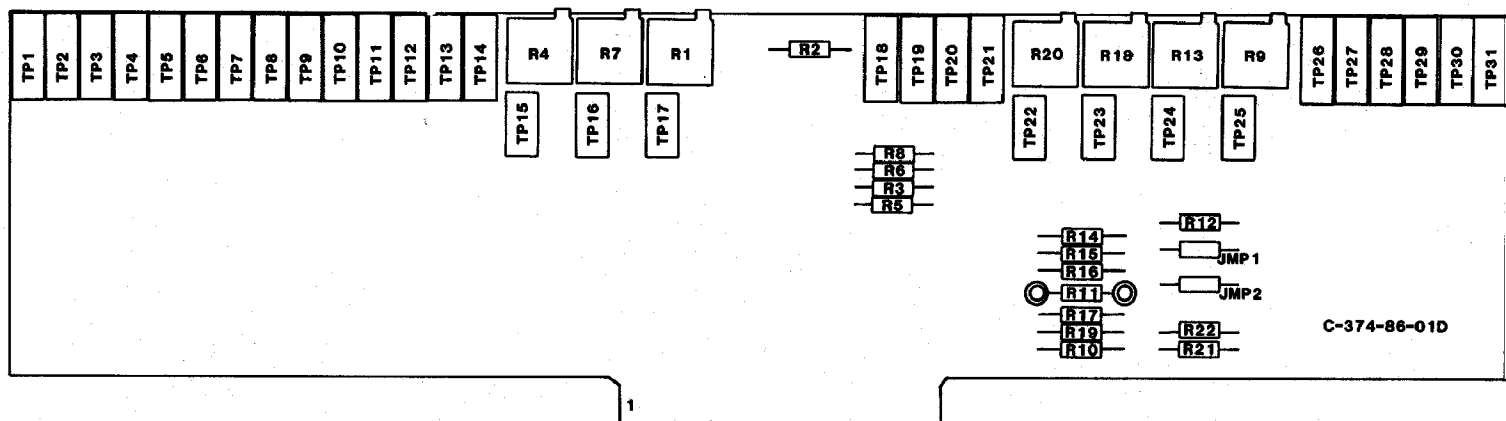 TP1
TP2
TP3
TP4
TP5
TP6
TP7
TP8
TP9
TP10
TP11
TP12
TP13
TP14
R4
R7
R1
R2
TP18
TP19
TP20
TP21
R20
R18
R13
R9
TP26
TP27
TP28
TP29
TP30
TP31
TP15
TP16
TP17
TP22
TP23
TP24
TP25
R8
R6
R3
R5
R12
R14
R15
JMP1
R16
R11
JMP2
R17
R19
R22
C-374-86-01D
R10
R21
1